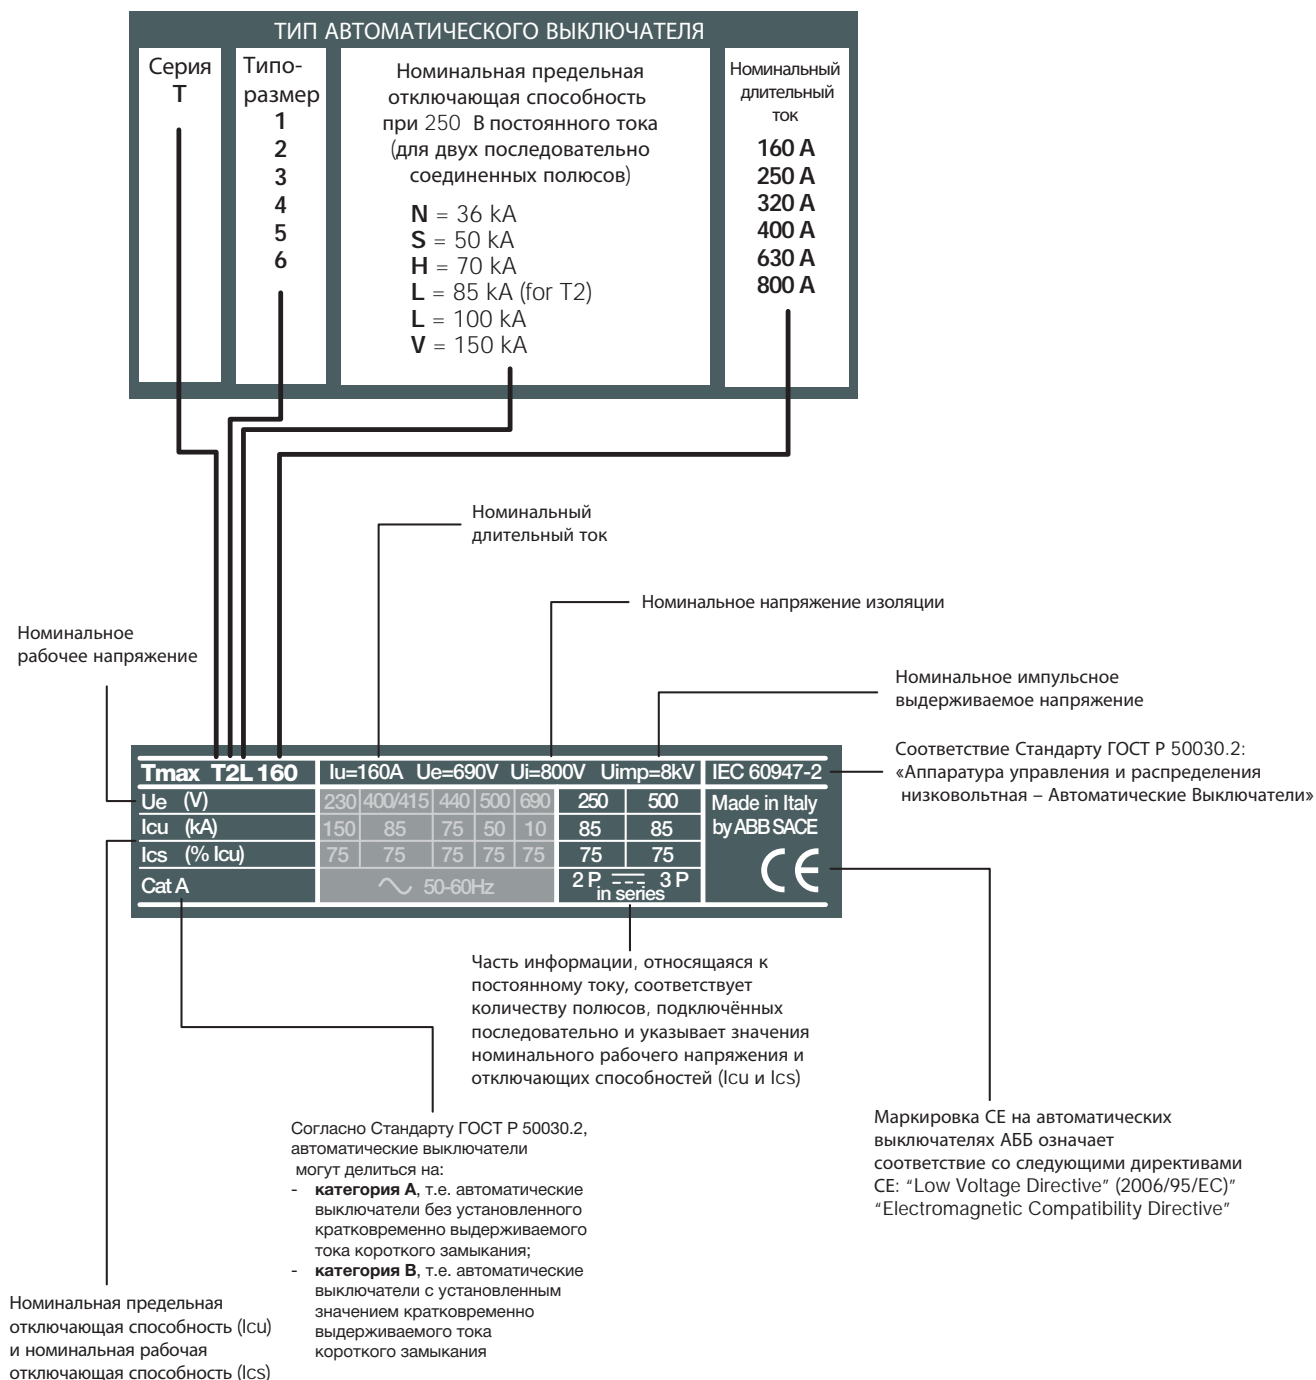 ТИП АВТОМАТИЧЕСКОГО ВЫКЛЮЧАТЕЛЯ
Серия
T
Типо-
размер
1
2
3
4
5
6
Номинальная предельная
отключающая способность
при 250 В постоянного тока
(для двух последовательно
соединенных полюсов)
N = 36 kA
S = 50 kA
H = 70 kA
L = 85 kA (for T2)
L = 100 kA
V = 150 kA
Номинальный
длительный
ток
160 A
250 A
320 A
400 A
630 A
800 A
Номинальный
длительный ток
Номинальное напряжение изоляции
Номинальное
рабочее напряжение
Номинальное импульсное
выдерживаемое напряжение
Соответствие Стандарту ГОСТ Р 50030.2:
«Аппаратура управления и распределения
низковольтная – Автоматические Выключатели»
Tmax T2L 160 Iu=160A Ue=690V Ui=800V Uimp=8kV IEC 60947-2
Ue (V) 230 400/415 440 500 690 250 500 Made in Italy
Icu (kA) 150 85 75 50 10 85 85 by ABB SACE
Ics (% Icu) 75 75 75 75 75 75 75 CE
Cat A 50-60Hz 2 P 3 P
in series
Часть информации, относящаяся к
постоянному току, соответствует
количеству полюсов, подключённых
последовательно и указывает значения
номинального рабочего напряжения и
отключающих способностей (Icu и Ics)
Согласно Стандарту ГОСТ Р 50030.2,
автоматические выключатели
могут делиться на:
- категория А, т.е. автоматические
выключатели без установленного
кратковременно выдерживаемого
тока короткого замыкания;
- категория В, т.е. автоматические
выключатели с установленным
значением кратковременно
выдерживаемого тока
короткого замыкания
Маркировка СЕ на автоматических
выключателях АББ означает
соответствие со следующими директивами
СЕ: “Low Voltage Directive” (2006/95/EC)”
“Electromagnetic Compatibility Directive”
Номинальная предельная
отключающая способность (Icu)
и номинальная рабочая
отключающая способность (Ics)